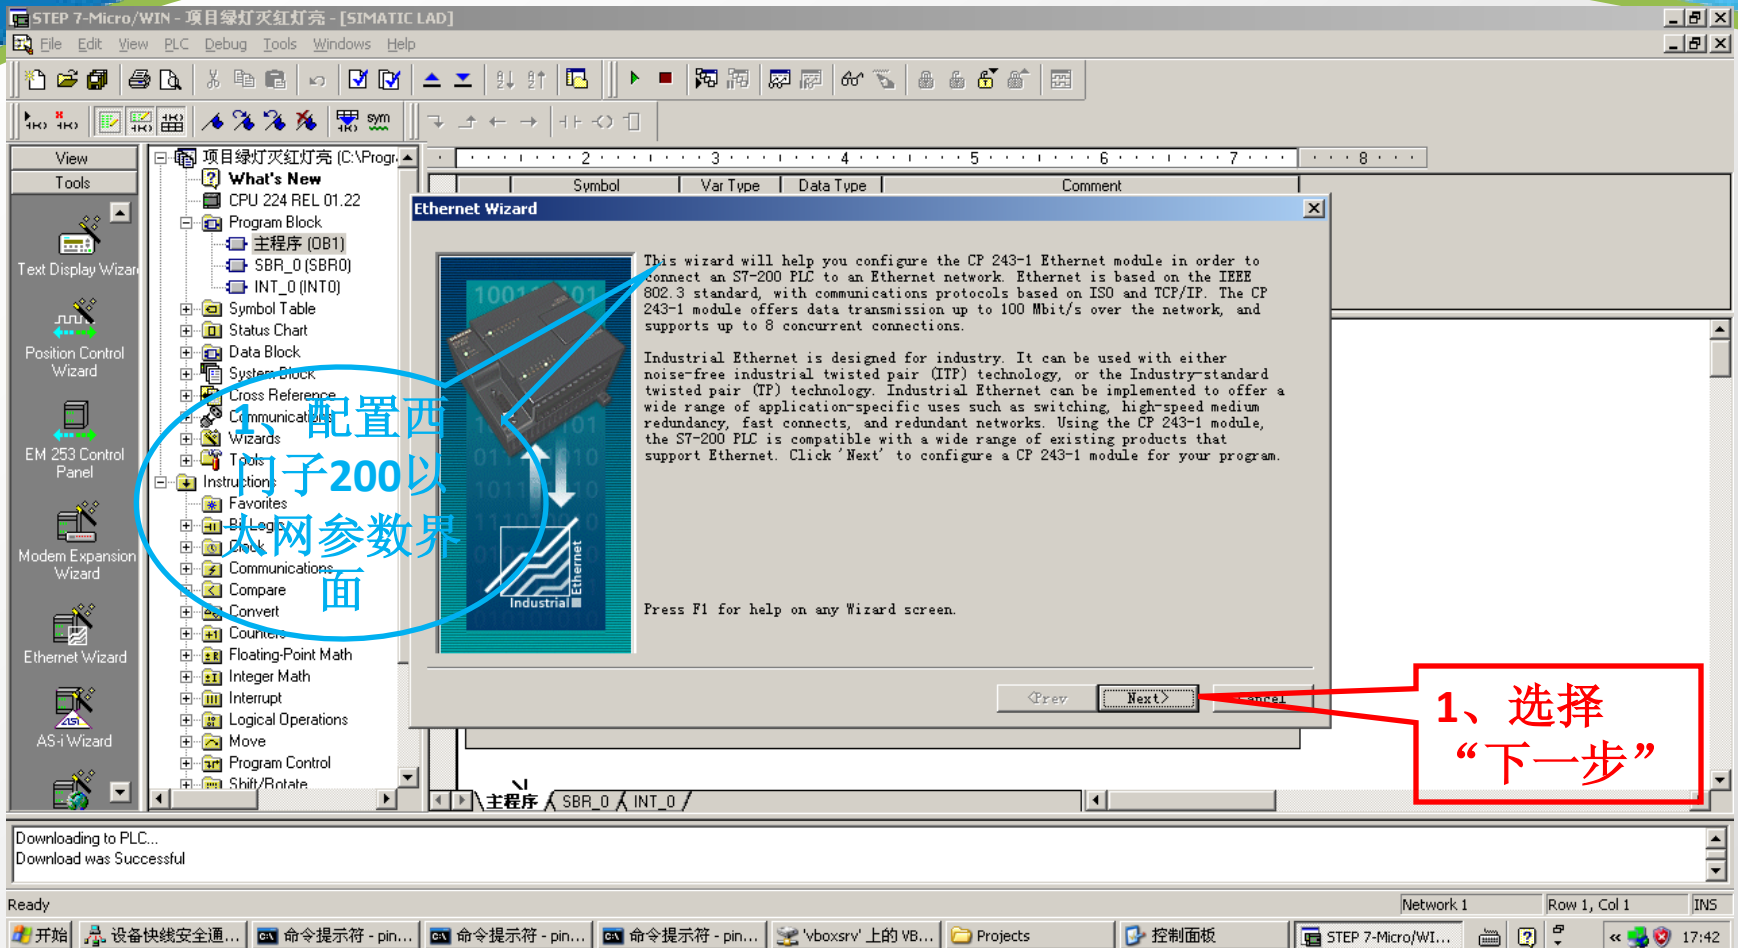 STEP 7-Micro/WIN - 项目绿灯灭红灯亮 - [SIMATIC LAD]
File Edit View PLC Debug Tools Windows Help
View
Tools
Text Display Wizar
Position Control
Wizard
EM 253 Control
Panel
Modem Expansion
Wizard
Ethernet Wizard
AS-i Wizard
项目绿灯灭红灯亮 (C:\Progr
What's New
CPU 224 REL 01.22
Program Block
主程序 (OB1)
SBR_0 (SBR0)
INT_0 (INT0)
Symbol Table
Status Chart
Data Block
System Block
Cross Reference
Communications
Wizards
Tools
Instructions
Favorites
Bit Logic
Clock
Communications
Compare
Convert
Counters
Floating-Point Math
Integer Math
Interrupt
Logical Operations
Move
Program Control
Shift/Rotate
1、配置西
门子200以
太网参数界
面
2 3 4 5 6 7 8
Symbol Var Type Data Type Comment
Ethernet Wizard
This wizard will help you configure the CP 243-1 Ethernet module in order to
connect an S7-200 PLC to an Ethernet network. Ethernet is based on the IEEE
802.3 standard, with communications protocols based on ISO and TCP/IP. The CP
243-1 module offers data transmission up to 100 Mbit/s over the network, and
supports up to 8 concurrent connections.
Industrial Ethernet is designed for industry. It can be used with either
noise-free industrial twisted pair (ITP) technology, or the Industry-standard
twisted pair (TP) technology. Industrial Ethernet can be implemented to offer a
wide range of application-specific uses such as switching, high-speed medium
redundancy, fast connects, and redundant networks. Using the CP 243-1 module,
the S7-200 PLC is compatible with a wide range of existing products that
support Ethernet. Click 'Next' to configure a CP 243-1 module for your program.
Press F1 for help on any Wizard screen.
Industrial
Ethernet
<Prev Next> Cancel
1、选择
“下一步”
主程序 SBR_0 INT_0
Downloading to PLC...
Download was Successful
Ready Network 1 Row 1, Col 1 INS
开始 设备快线安全通... 命令提示符 - pin... 命令提示符 - pin... 命令提示符 - pin... 'vboxsrv' 上的 VB... Projects 控制面板 STEP 7-Micro/WI... 17:42